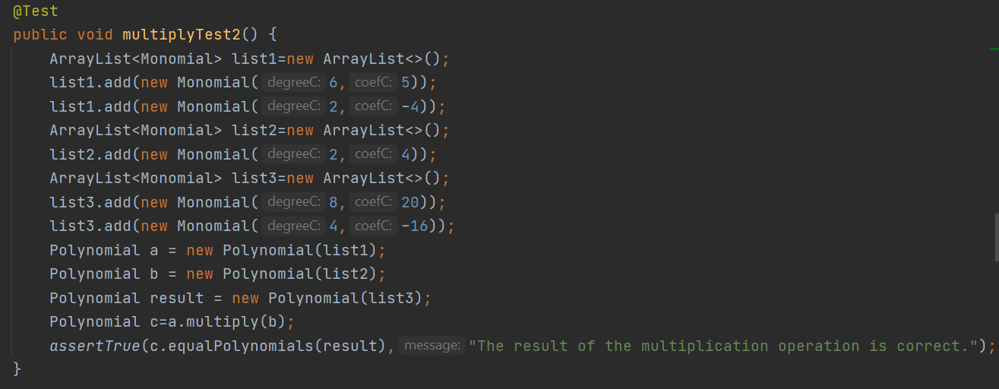 @Test
public void multiplyTest2() {
    ArrayList<Monomial> list1=new ArrayList<>();
    list1.add(new Monomial( degreeC: 6, coefC: 5));
    list1.add(new Monomial( degreeC: 2, coefC: -4));
    ArrayList<Monomial> list2=new ArrayList<>();
    list2.add(new Monomial( degreeC: 2, coefC: 4));
    ArrayList<Monomial> list3=new ArrayList<>();
    list3.add(new Monomial( degreeC: 8, coefC: 20));
    list3.add(new Monomial( degreeC: 4, coefC: -16));
    Polynomial a = new Polynomial(list1);
    Polynomial b = new Polynomial(list2);
    Polynomial result = new Polynomial(list3);
    Polynomial c=a.multiply(b);
    assertTrue(c.equalPolynomials(result), message: "The result of the multiplication operation is correct.");
}